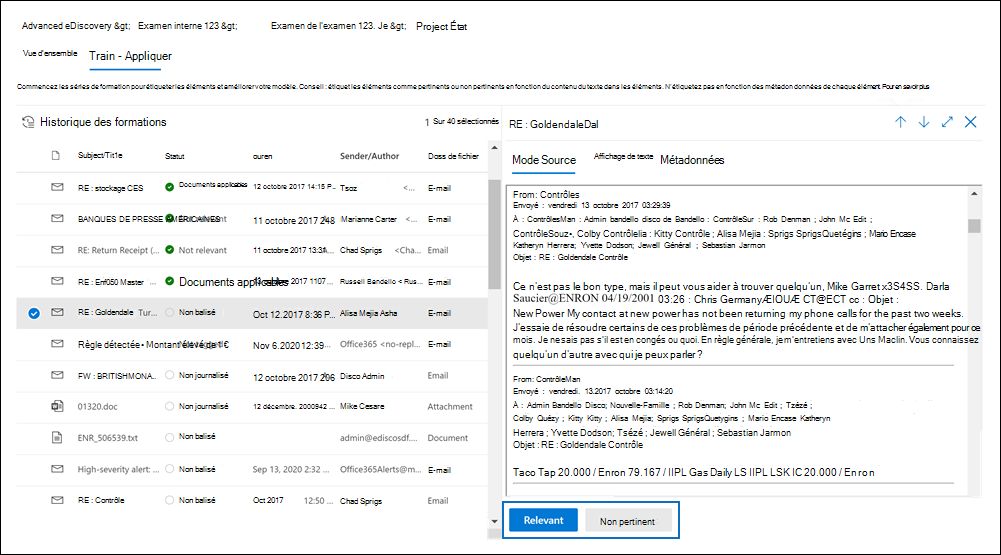 Advanced eDiscovery &gt; Examen interne 123 &gt; Examen de l'examen 123. Je &gt; Project État
Vue d'ensemble Train - Appliquer
Commencez les séries de formation pour étiqueter les éléments et améliorer votre modèle. Conseil : étiquet les éléments comme pertinents ou non pertinents en fonction du contenu du texte dans les éléments. N'étiquetez pas en fonction des métadon données de chaque élément Pour en savoir plus
Historique des formations 1 Sur 40 sélectionnés
Subject/Tit1e Statut ouren Sender/Author Doss de fichier
RE : stockage CES Documents applicables 12 octobre 2017 14:15 P... Tsoz <... E-mail
BANQUES DE PRESSE AMÉRICAINES 11 octobre 2017 248 Marianne Carter <... E-mail
RE: Return Receipt (... Not relevant 11 octobre 2017 Chad Sprigs <Cha... E-mail
RE : Enf050 Master ... Documents applicables 11 octobre 2017 1107... Russell Bendello < Rus... E-mail
RE : Goldendale Tur... Non balisé Oct 12.2017 8:36 P... Alisa Mejia Asha E-mail
Règle détectée • Montant élevé de Nov 6.2020 12:39... Office365 <no-repl... E-mail
FW : BRITISHMONA... Non journalisé 12 octobre 2017 206 Disco Admin Email
01320.doc Non journalisé 12 décembre. 2000942 ... Mike Cesare Attachment
ENR_506539.txt Non balisé admin@ediscosdf... Document
High-severity alert: ... Non balisé Sep 13, 2020 2:32 ... Office365Alerts@m... E-mail
RE : Contrôle Non balisé Oct 2017 12:50 ... Chad Sprigs Email
RE : GoldendaleDal
Mode Source Affichage de texte Métadonnées
From: Contrôles
Envoyé : vendredi 13 octobre 2017 03:29:39
À : ContrôlesMan : Admin bandello disco de Bandello : ContrôleSur : Rob Denman ; John Mc Edit ;
ContrôleSouz•, Colby Contrôlelia : Kitty Contrôle ; Alisa Mejia : Sprigs SprigsQuetégins ; Mario Encase
Katheryn Herrera; Yvette Dodson; Jewell Général ; Sebastian Jarmon
Objet : RE : Goldendale Contrôle
Ce n'est pas le bon type, mais il peut vous aider à trouver quelqu'un, Mike Garret x3S4SS. Darla
Saucier@ENRON 04/19/2001 03:26 : Chris GermanyÆIOUÆ CT@ECT cc : Objet :
New Power My contact at new power has not been returning my phone calls for the past two weeks.
J'essaie de résoudre certains de ces problèmes de période précédente et de m'attacher également pour ce
mois. Je ne sais pas s'il est en congés ou quoi. En règle générale, jem'entretiens avec Uns Maclin. Vous connaissez
quelqu'un d'autre avec qui je peux parler ?
From: ContrôleMan
Envoyé : vendredi. 13.2017 octobre 03:14:20
À : Admin Bandello Disco; Nouvelle-Famille ; Rob Denman; John Mc Edit ; Tzézé ;
Colby Quézy ; Kitty Kitty ; Alisa Mejia; Sprigs SprigsQuetygins ; Mario Encase Katheryn
Herrera ; Yvette Dodson; Tsézé ; Jewell Général ; Sebastian Jarmon
Objet : RE : Goldendale Contrôle
Taco Tap 20.000 / Enron 79.167 / IIPL Gas Daily LS IIPL LSK IC 20.000 / Enron
Relevant Non pertinent